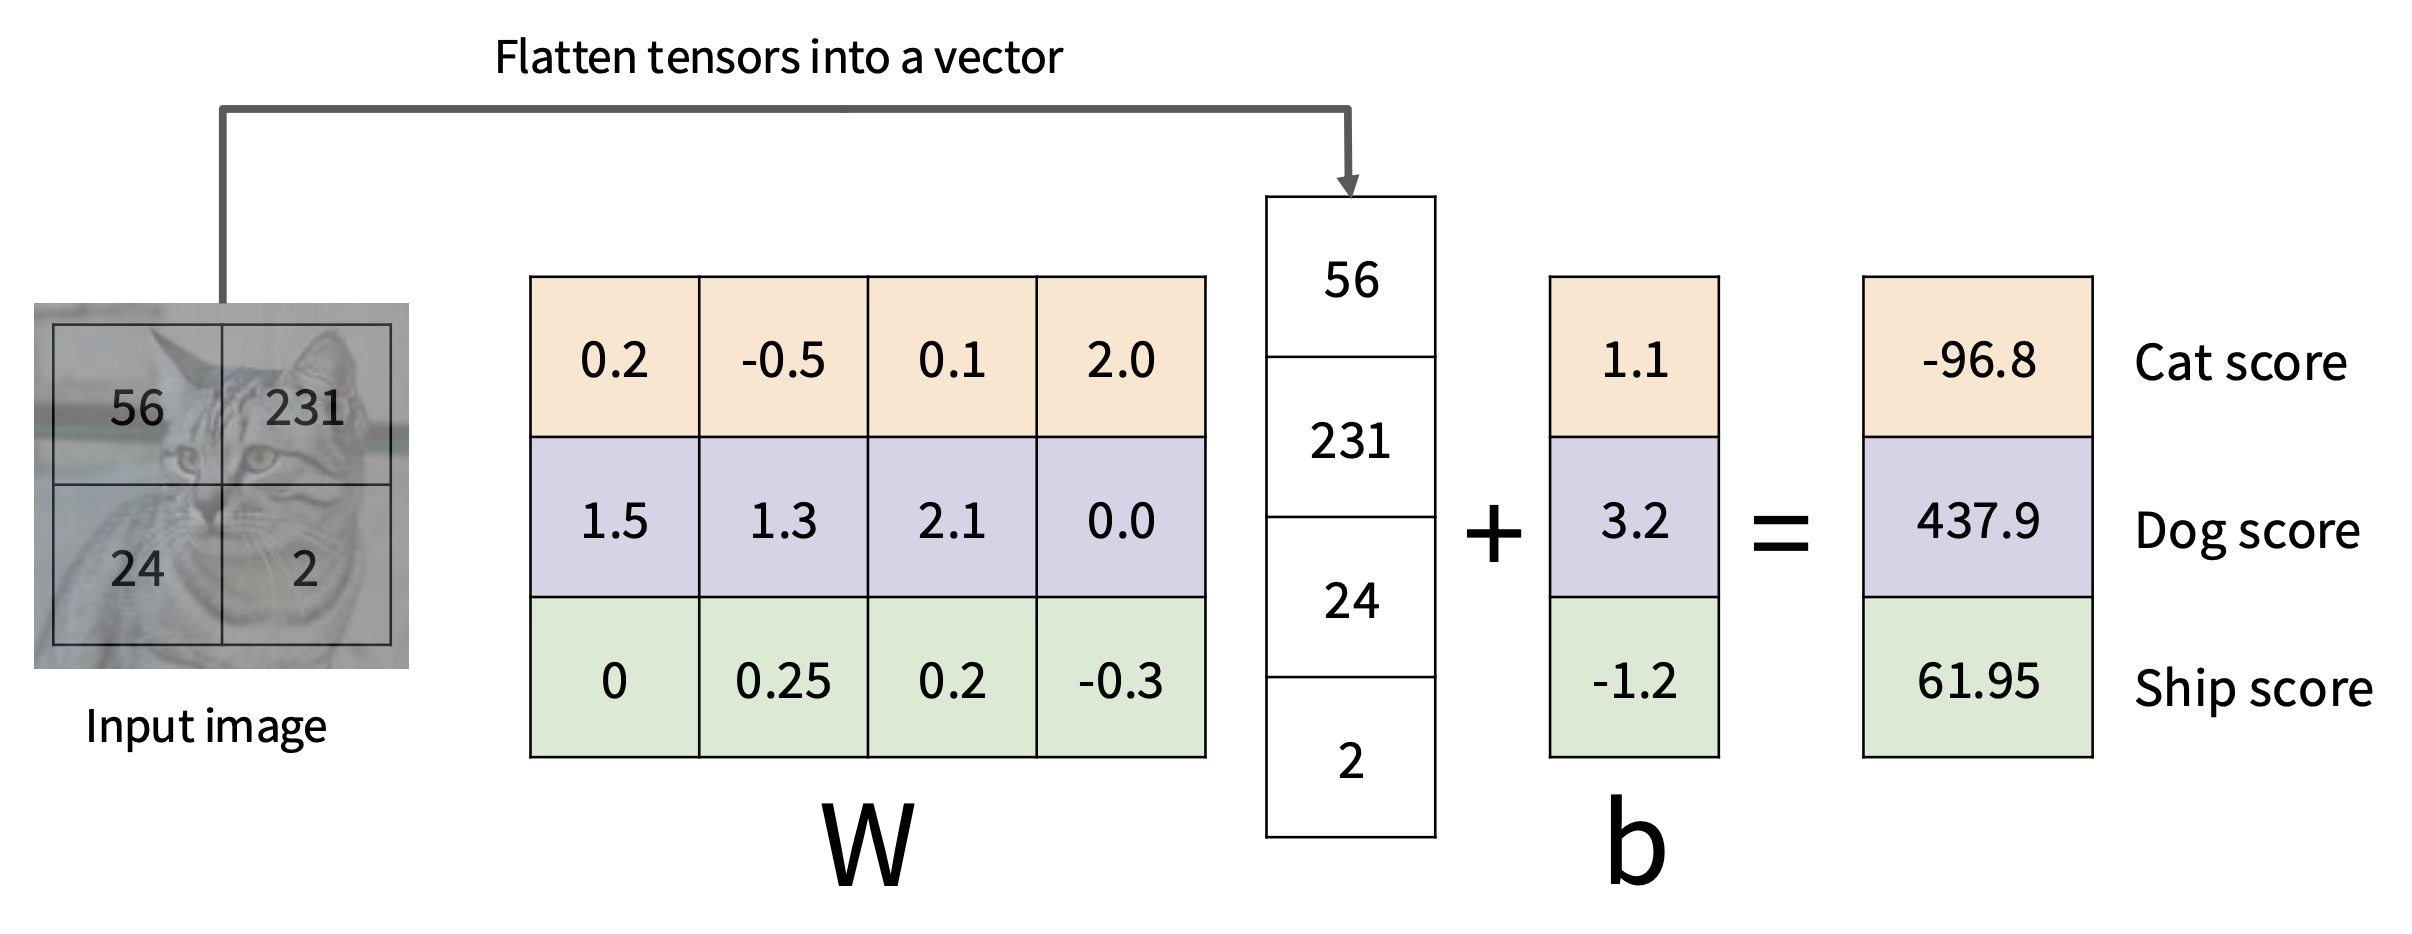 Flatten tensors into a vector
56 231
24 2
Input image
0.2 -0.5 0.1 2.0
1.5 1.3 2.1 0.0
0 0.25 0.2 -0.3
W
56
231
24
2
+
1.1
3.2
-1.2
b
=
-96.8 Cat score
437.9 Dog score
61.95 Ship score